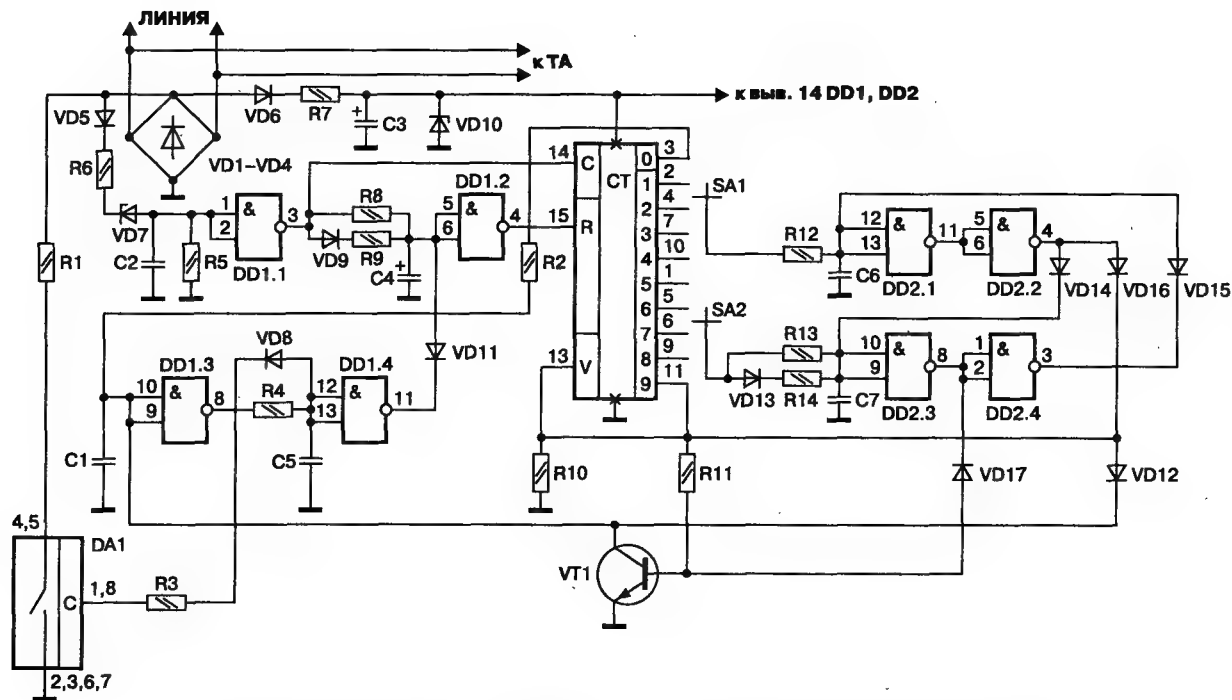 ЛИНИЯ
к ТА
VD5
VD6
R7
к выв. 14 DD1, DD2
C3
VD10
R6
VD1–VD4
VD7
C2
R5
1
2
&
3
DD1.1
R8
VD9
R9
C4
DD1.2
5
6
&
4
14
C
15
R
13
V
CT
0
3
1
2
2
4
3
7
4
10
5
1
6
5
7
6
8
9
9
11
R1
R2
SA1
SA2
R12
C6
12
13
&
11
DD2.1
5
6
&
4
DD2.2
VD14
VD16
VD15
R13
VD13
R14
C7
10
9
&
8
DD2.3
1
2
&
3
DD2.4
VD11
VD8
DD1.3
10
9
&
8
R4
DD1.4
12
13
&
11
C1
C5
R10
R11
VD17
VD12
VT1
4,5
DA1
C
1,8
R3
2,3,6,7